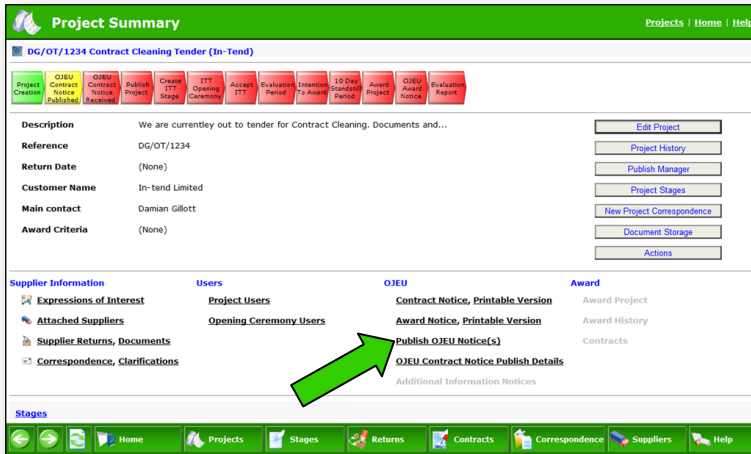 Project Summary
Projects | Home | Help
DG/OT/1234 Contract Cleaning Tender (In-Tend)
Project Creation
OJEU Contract Notice Published
OJEU Contract Notice Received
Publish Project
Create ITT Stage
ITT Opening Ceremony
Accept ITT
Evaluation Period
Intention To Award
10 Day Standstill Period
Award Project
OJEU Award Notice
Evaluation Report
Description We are currentley out to tender for Contract Cleaning. Documents and...
Edit Project
Reference DG/OT/1234
Project History
Return Date (None)
Publish Manager
Customer Name In-tend Limited
Project Stages
Main contact Damian Gillott
New Project Correspondence
Award Criteria (None)
Document Storage
Actions
Supplier Information Users OJEU Award
Expressions of Interest Project Users Contract Notice, Printable Version Award Project
Attached Suppliers Opening Ceremony Users Award Notice, Printable Version Award History
Supplier Returns, Documents Publish OJEU Notice(s) Contracts
Correspondence, Clarifications OJEU Contract Notice Publish Details
Additional Information Notices
Stages
Home Projects Stages Returns Contracts Correspondence Suppliers Help